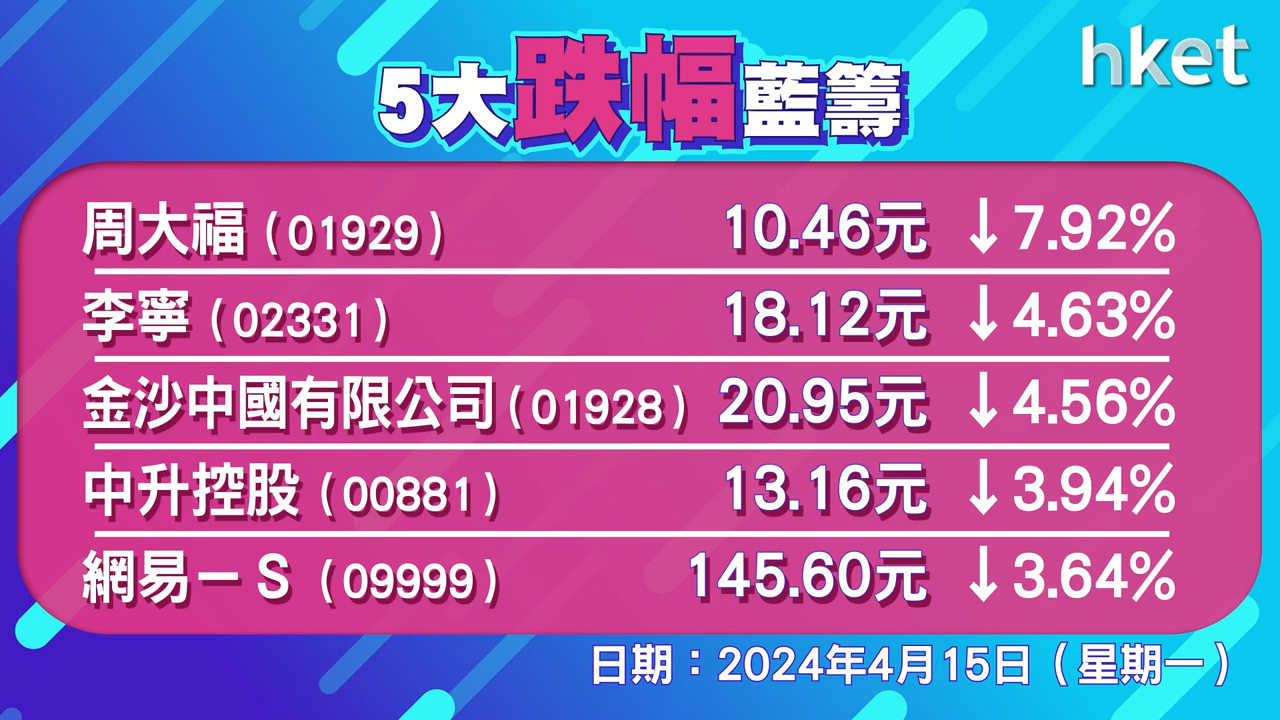 hket
5大跌幅藍籌
周大福（01929） 10.46元 ↓7.92%
李寧（02331） 18.12元 ↓4.63%
金沙中國有限公司（01928） 20.95元 ↓4.56%
中升控股（00881） 13.16元 ↓3.94%
網易－Ｓ（09999） 145.60元 ↓3.64%
日期：2024年4月15日（星期一）